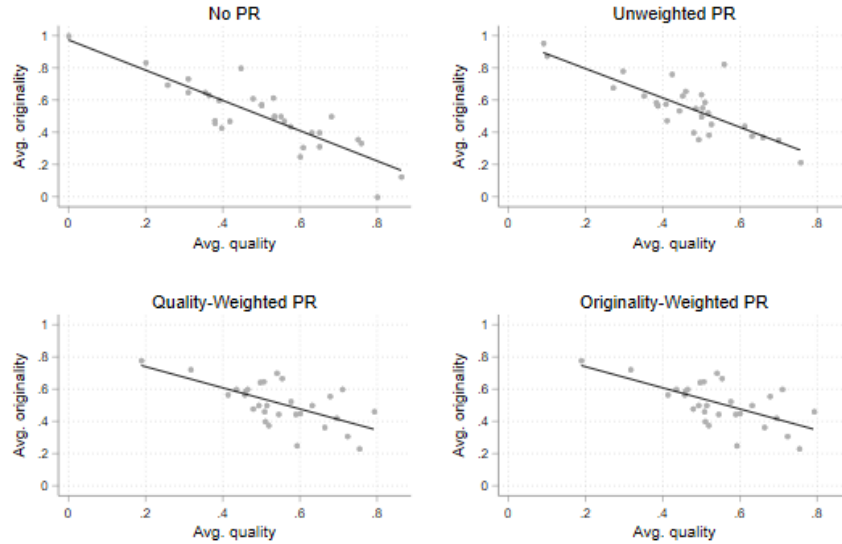 No PR
Unweighted PR
Avg. originality
1
.8
.6
.4
.2
0
0 .2 .4 .6 .8
Avg. quality
Avg. originality
1
.8
.6
.4
.2
0
0 .2 .4 .6 .8
Avg. quality
Quality-Weighted PR
Originality-Weighted PR
Avg. originality
1
.8
.6
.4
.2
0
0 .2 .4 .6 .8
Avg. quality
Avg. originality
1
.8
.6
.4
.2
0
0 .2 .4 .6 .8
Avg. quality